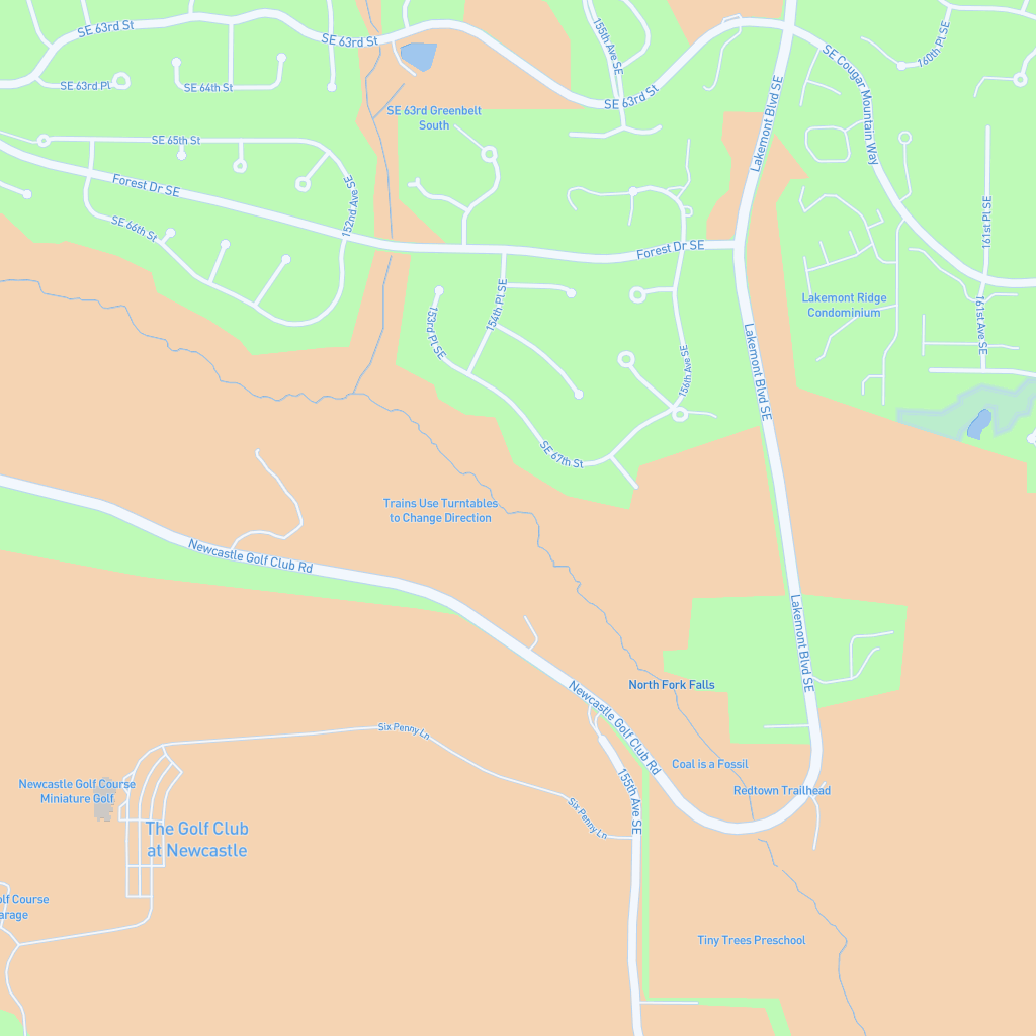 SE 63rd St
SE 63rd St
155th Ave SE
SE Cougar Mountain Way
160th Pl SE
SE 63rd Pl
SE 64th St
SE 63rd St
Lakemont Blvd SE
SE 63rd Greenbelt
South
SE 65th St
Forest Dr SE
152nd Ave SE
SE 66th St
161st Pl SE
Forest Dr SE
154th Pl SE
153rd Pl SE
Lakemont Ridge
Condominium
161st Ave SE
156th Ave SE
Lakemont Blvd SE
SE 67th St
Trains Use Turntables
to Change Direction
Newcastle Golf Club Rd
Lakemont Blvd SE
North Fork Falls
Newcastle Golf Club Rd
Six Penny Ln
Coal is a Fossil
Newcastle Golf Course
Miniature Golf
Redtown Trailhead
155th Ave SE
Six Penny Ln
The Golf Club
at Newcastle
olf Course
arage
Tiny Trees Preschool